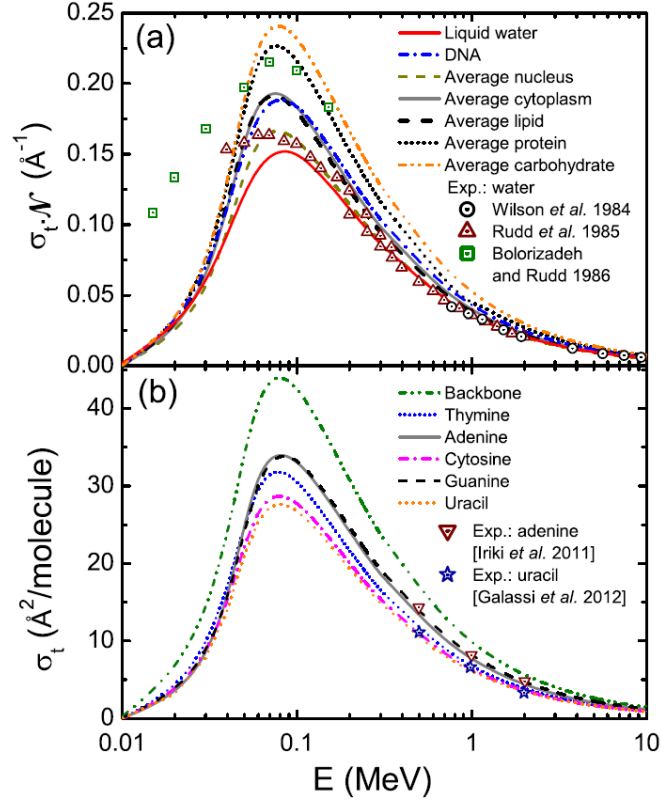 (a)
σt𝒩 (Å⁻¹)
0.25
0.20
0.15
0.10
0.05
0.00
Liquid water
DNA
Average nucleus
Average cytoplasm
Average lipid
Average protein
Average carbohydrate
Exp.: water
Wilson et al. 1984
Rudd et al. 1985
Bolorizadeh
and Rudd 1986
(b)
σt (Å²/molecule)
40
30
20
10
0
Backbone
Thymine
Adenine
Cytosine
Guanine
Uracil
Exp.: adenine
[Iriki et al. 2011]
Exp.: uracil
[Galassi et al. 2012]
0.01 0.1 1 10
E (MeV)